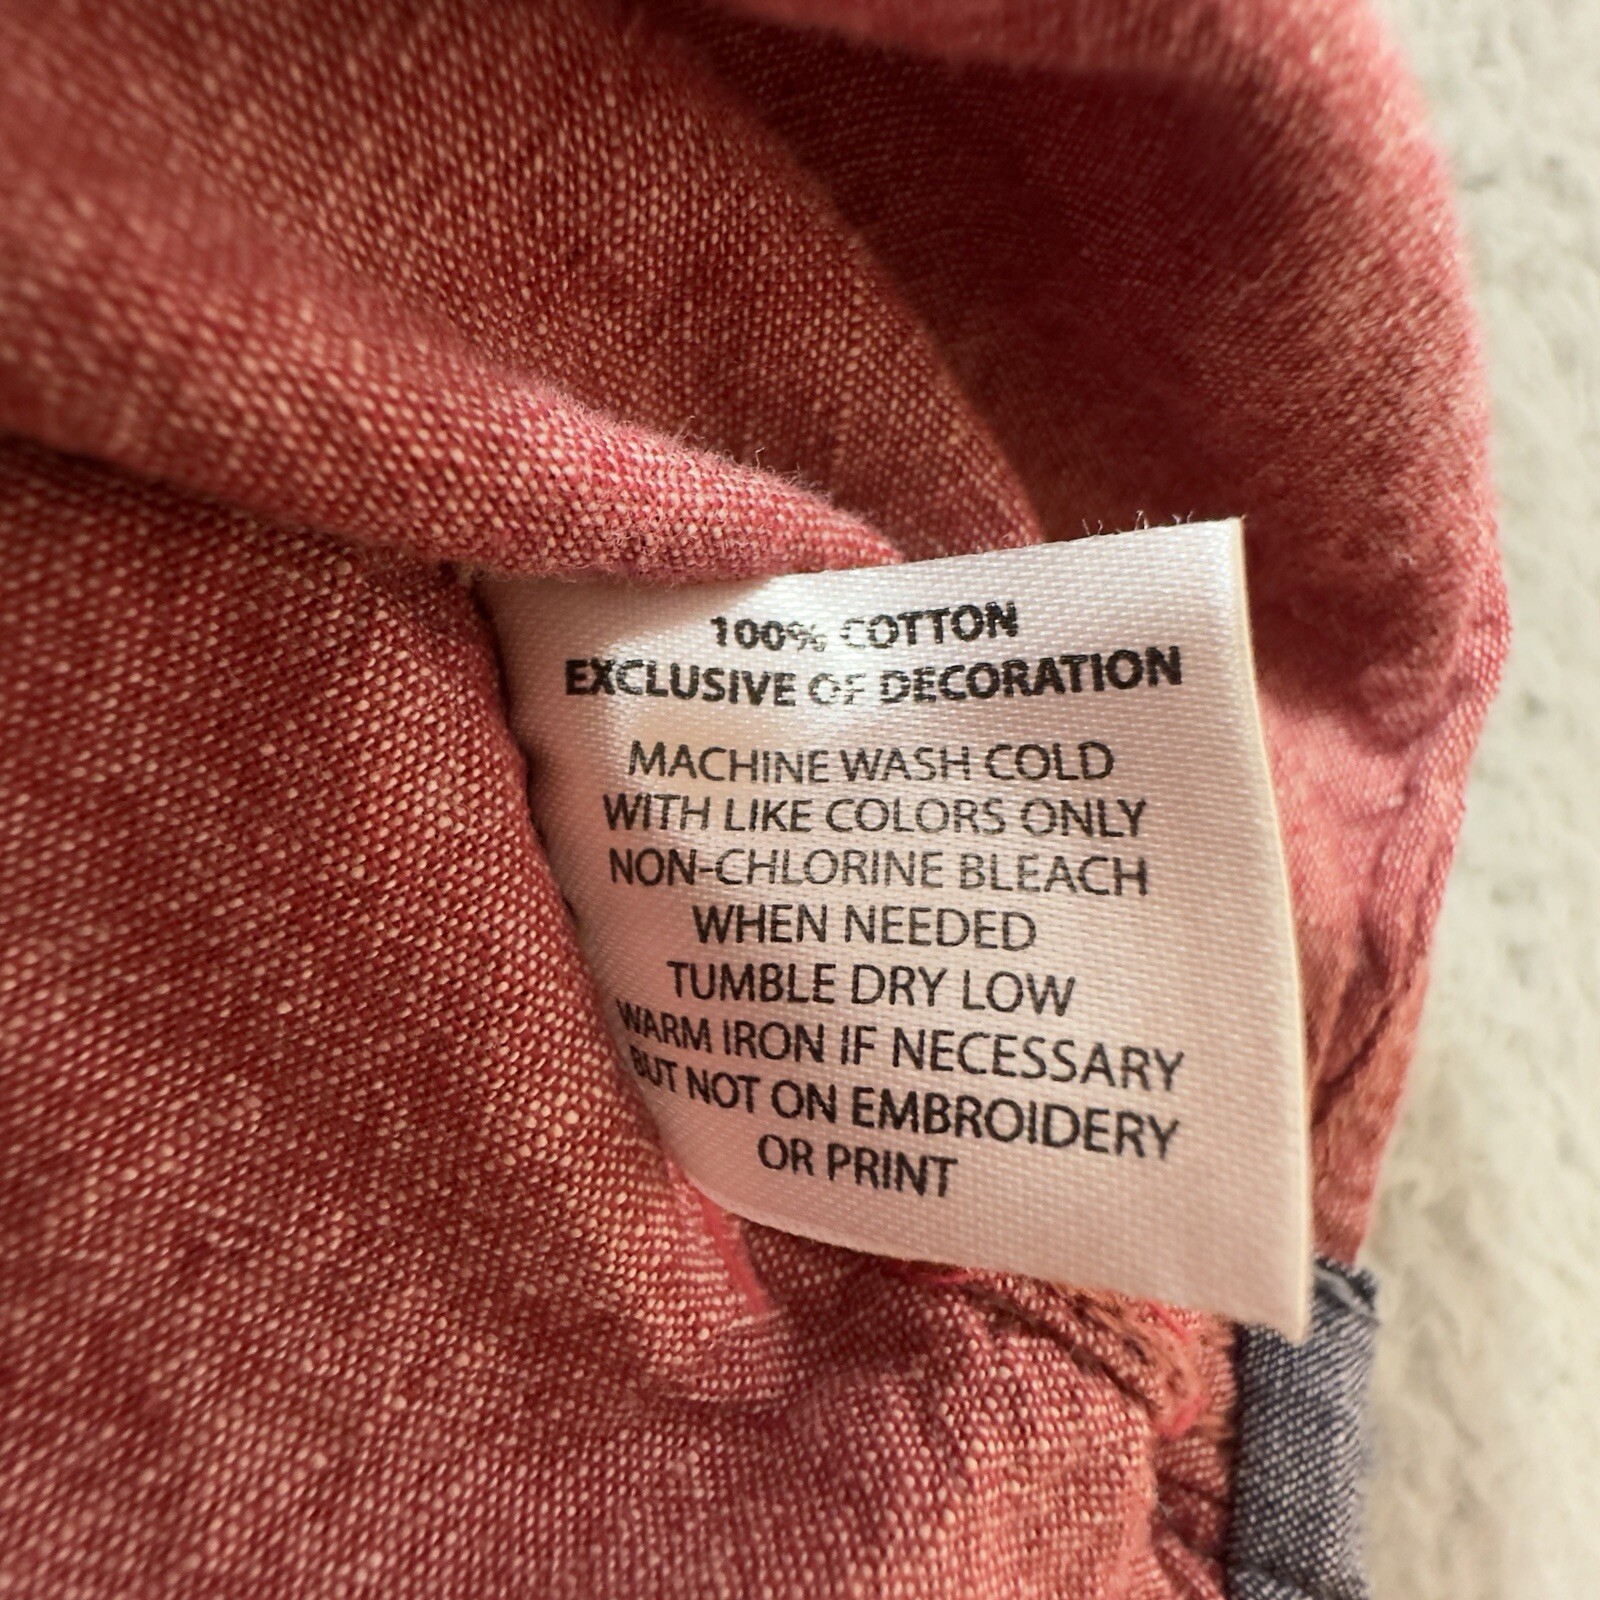 100% COTTON
EXCLUSIVE OF DECORATION
MACHINE WASH COLD
WITH LIKE COLORS ONLY
NON-CHLORINE BLEACH
WHEN NEEDED
TUMBLE DRY LOW
WARM IRON IF NECESSARY
BUT NOT ON EMBROIDERY
OR PRINT